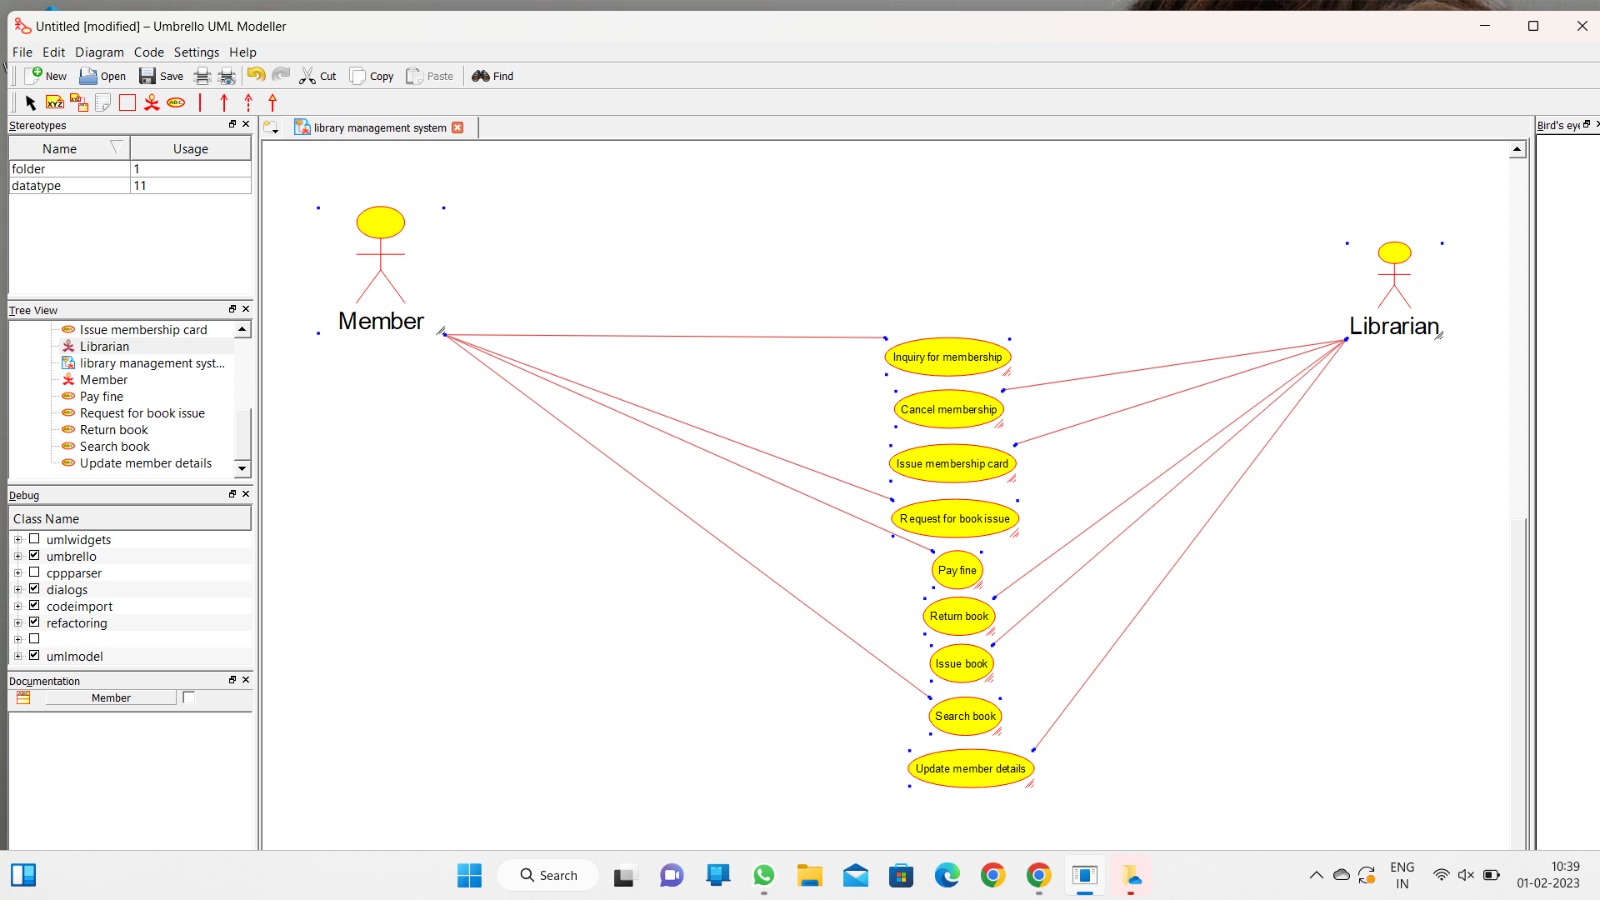 Untitled [modified] – Umbrello UML Modeller
File Edit Diagram Code Settings Help
New Open Save Cut Copy Paste Find
XYZ XYZ ABC
Stereotypes
Name Usage
folder 1
datatype 11
library management system
Bird's eye
Tree View
Issue membership card
Librarian
library management syst...
Member
Pay fine
Request for book issue
Return book
Search book
Update member details
Debug
Class Name
umlwidgets
umbrello
cppparser
dialogs
codeimport
refactoring
umlmodel
Documentation
Member
Member
Librarian
Inquiry for membership
Cancel membership
Issue membership card
Request for book issue
Pay fine
Return book
Issue book
Search book
Update member details
Search
ENG
IN
10:39
01-02-2023